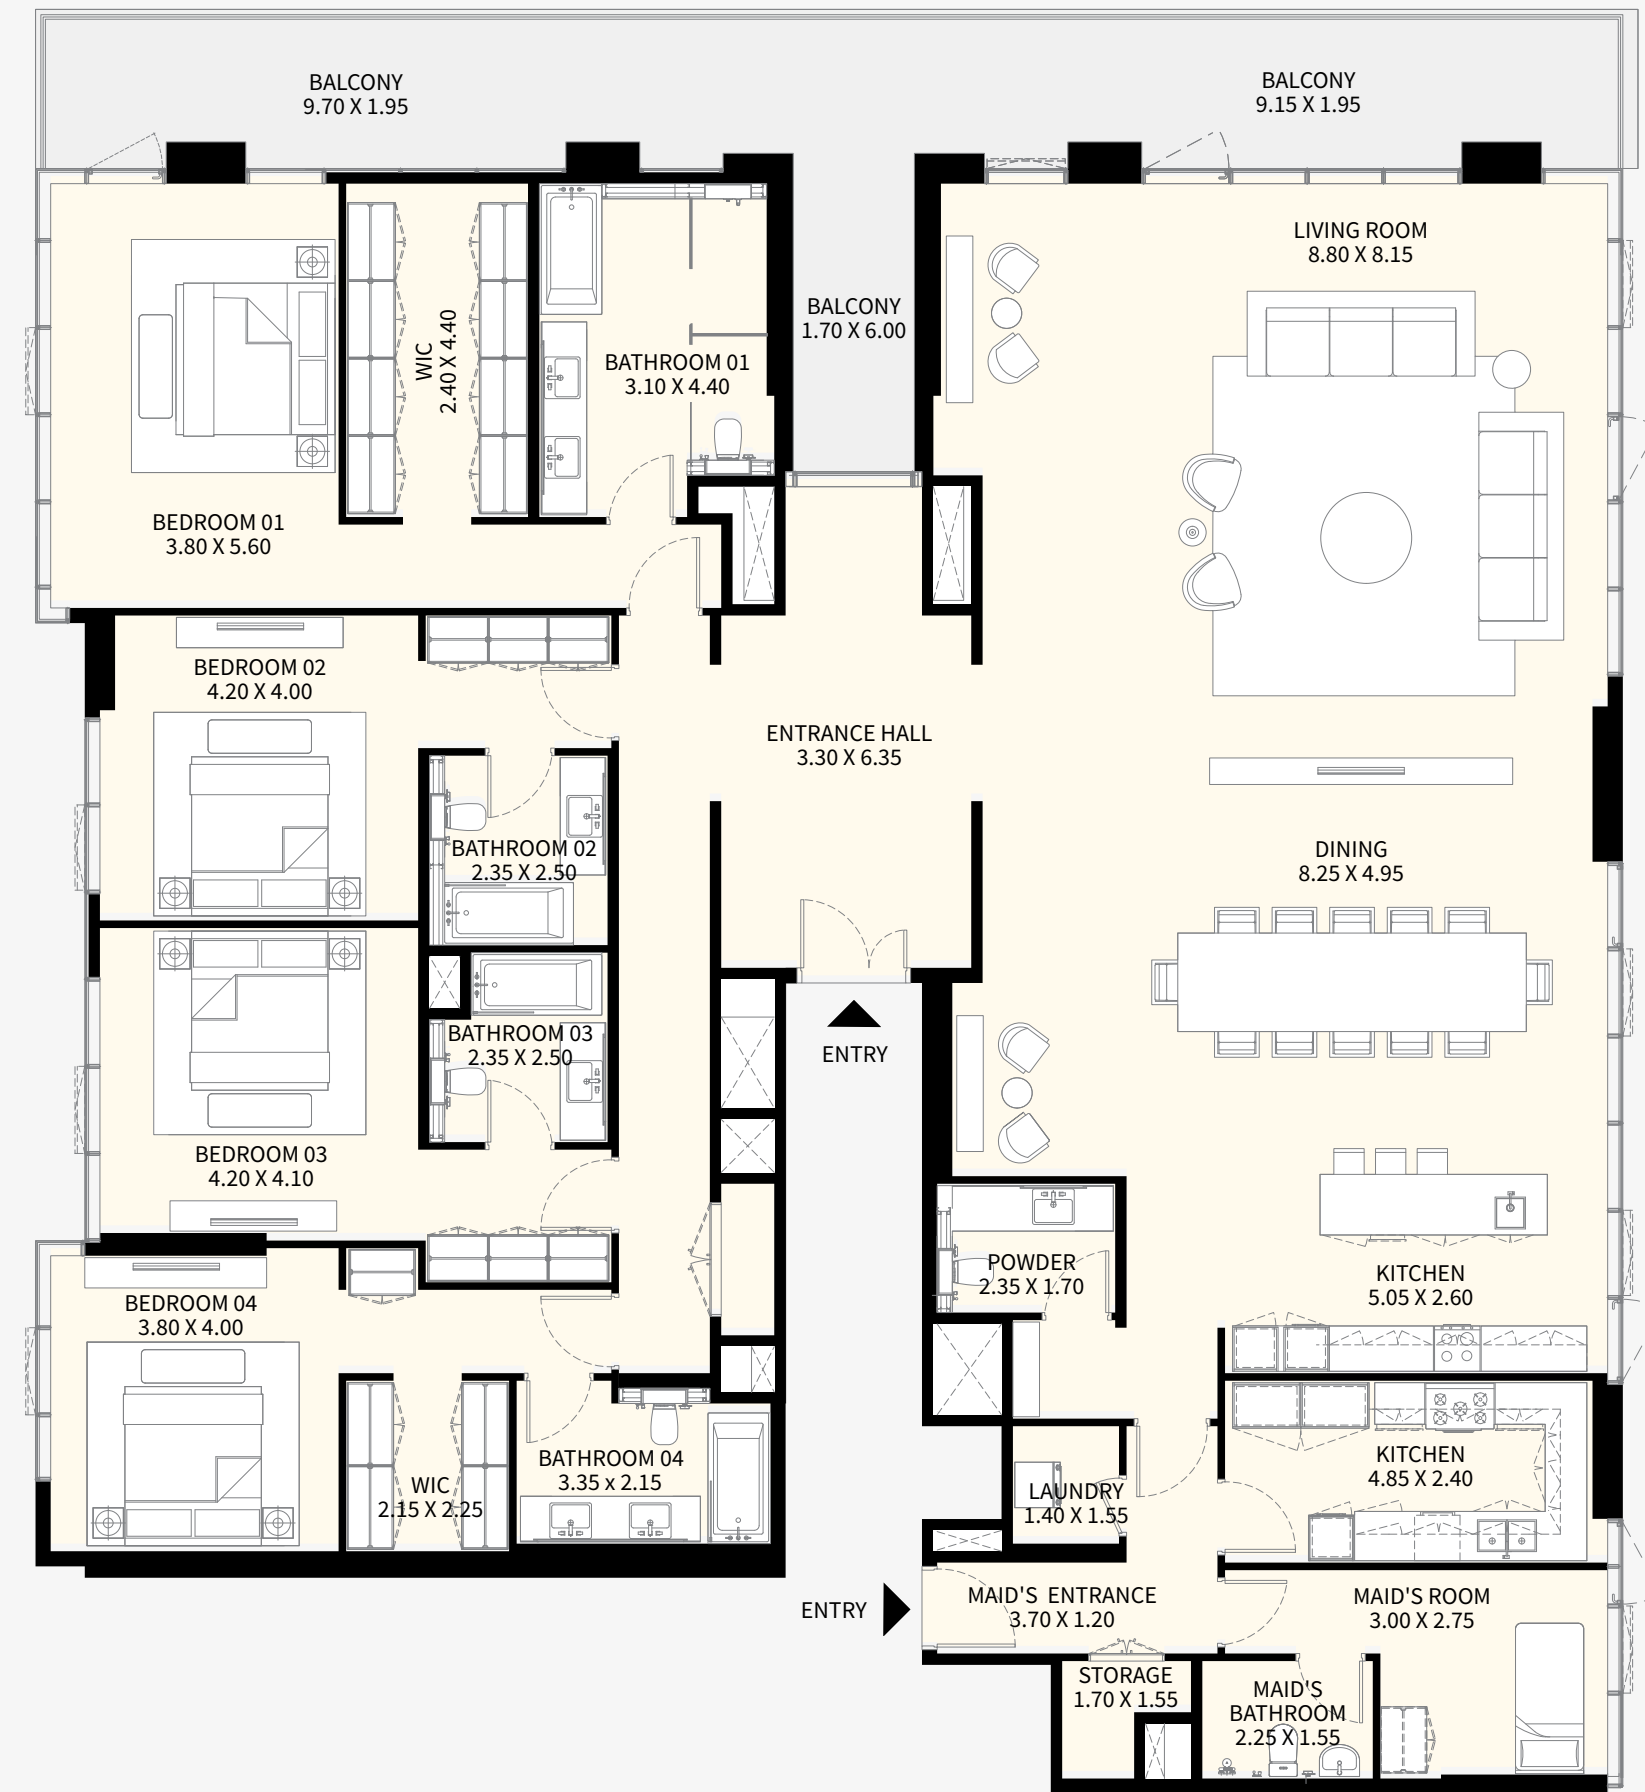 BALCONY
9.70 X 1.95
BALCONY
9.15 X 1.95
LIVING ROOM
8.80 X 8.15
BALCONY
1.70 X 6.00
WIC
2.40 X 4.40
BATHROOM 01
3.10 X 4.40
BEDROOM 01
3.80 X 5.60
BEDROOM 02
4.20 X 4.00
ENTRANCE HALL
3.30 X 6.35
BATHROOM 02
2.35 X 2.50
DINING
8.25 X 4.95
BATHROOM 03
2.35 X 2.50
ENTRY
BEDROOM 03
4.20 X 4.10
POWDER
2.35 X 1.70
KITCHEN
5.05 X 2.60
BEDROOM 04
3.80 X 4.00
KITCHEN
4.85 X 2.40
BATHROOM 04
3.35 x 2.15
WIC
2.15 X 2.25
LAUNDRY
1.40 X 1.55
ENTRY
MAID'S ENTRANCE
3.70 X 1.20
MAID'S ROOM
3.00 X 2.75
STORAGE
1.70 X 1.55
MAID'S
BATHROOM
2.25 X 1.55